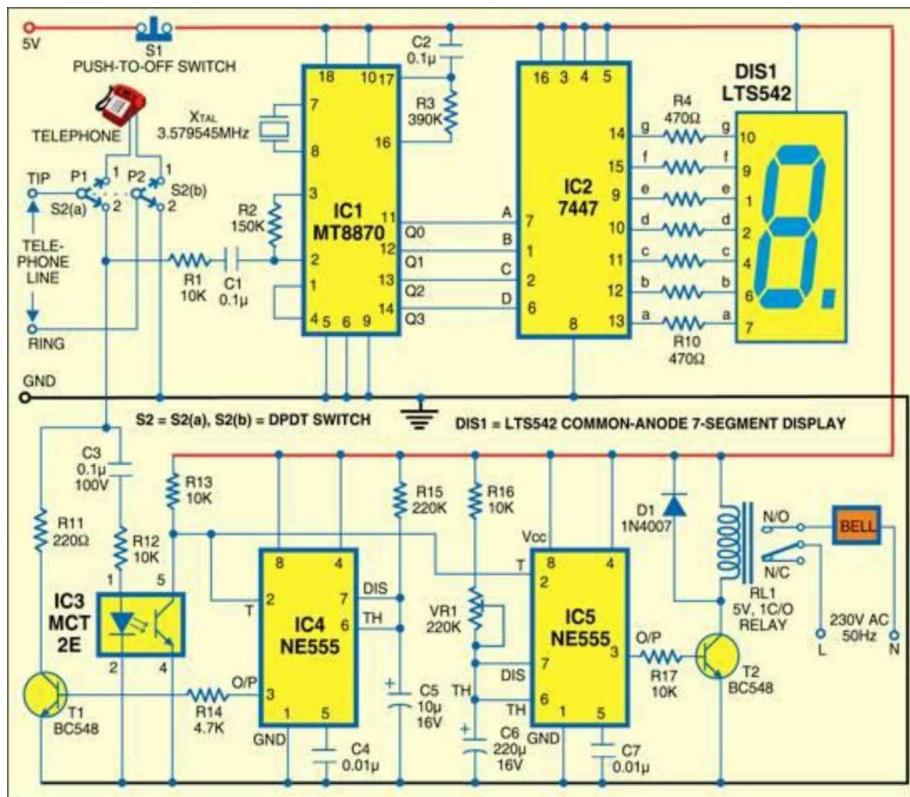 5V
S1
PUSH-TO-OFF SWITCH
TELEPHONE
XTAL
3.579545MHz
TIP
P1
1
P2
1
S2(b)
S2(a)
2
2
TELE-
PHONE
LINE
RING
GND
R1
10K
C1
0.1µ
R2
150K
18
10
17
7
8
16
3
IC1
MT8870
2
1
4
5
6
9
11
Q0
12
Q1
13
Q2
14
Q3
C2
0.1µ
R3
390K
A
B
C
D
16
3
4
5
IC2
7447
7
1
2
6
8
14
15
9
10
11
12
13
g
f
e
d
c
b
a
R4
470Ω
R10
470Ω
DIS1
LTS542
g
f
e
d
c
b
a
10
9
1
2
4
6
7
S2 = S2(a), S2(b) = DPDT SWITCH
DIS1 = LTS542 COMMON-ANODE 7-SEGMENT DISPLAY
C3
0.1µ
100V
R11
220Ω
R12
10K
R13
10K
1
5
IC3
MCT
2E
2
4
T1
BC548
R14
4.7K
8
4
2
T
7
DIS
6
TH
IC4
NE555
O/P
3
1
5
GND
C4
0.01µ
R15
220K
C5
10µ
16V
+
R16
10K
VR1
220K
TH
+
C6
220µ
16V
Vcc
8
4
T
2
IC5
NE555
7
DIS
6
TH
O/P
3
1
5
GND
C7
0.01µ
R17
10K
D1
1N4007
T2
BC548
N/O
N/C
RL1
5V, 1C/O
RELAY
BELL
230V AC
50Hz
L
N